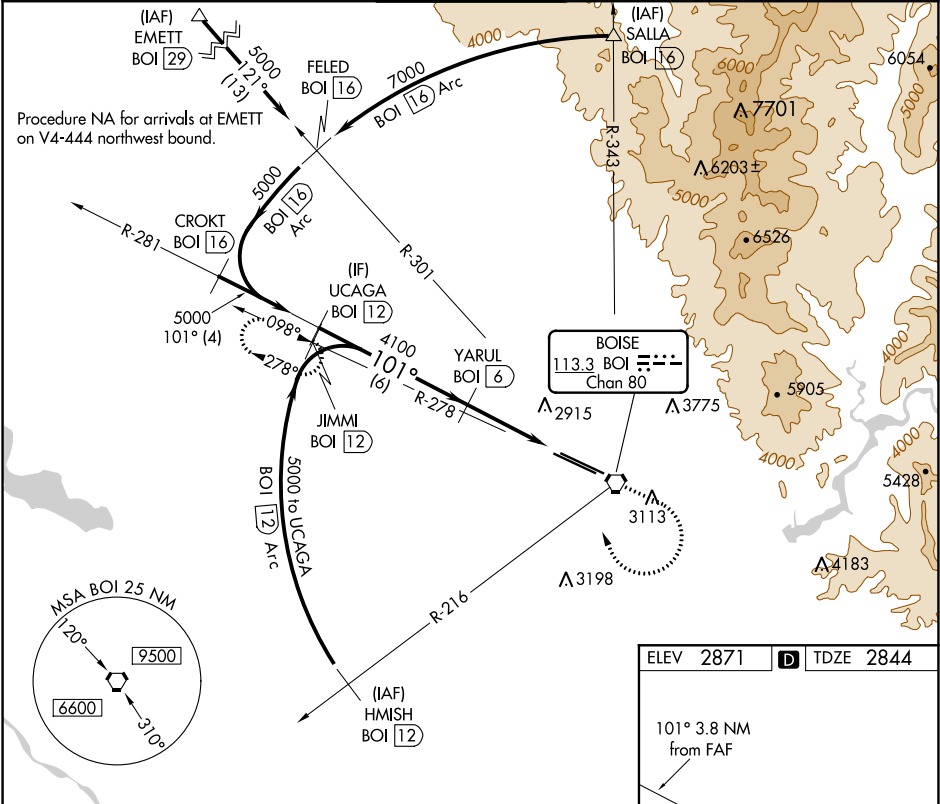 (IAF)
EMETT
BOI 29
5000
121°
(13)
FELED
BOI 16
7000
BOI 16 Arc
4000
(IAF)
SALLA
BOI 16
6000
6054
5000
7701
Procedure NA for arrivals at EMETT
on V4-444 northwest bound.
R-343
6203±
5000
5000
BOI 16
Arc
CROKT
BOI 16
R-281
R-301
6526
(IF)
UCAGA
BOI 12
5000
101° (4)
098°
278°
4100
101°
(6)
R-278
YARUL
BOI 6
BOISE
113.3 BOI
Chan 80
JIMMI
BOI 12
2915
3775
5905
4000
4000
4000
5428
5000 to UCAGA
BOI 12 Arc
3113
3198
4183
R-216
MSA BOI 25 NM
120°
9500
6600
310°
(IAF)
HMISH
BOI 12
ELEV 2871 D TDZE 2844
101° 3.8 NM
from FAF